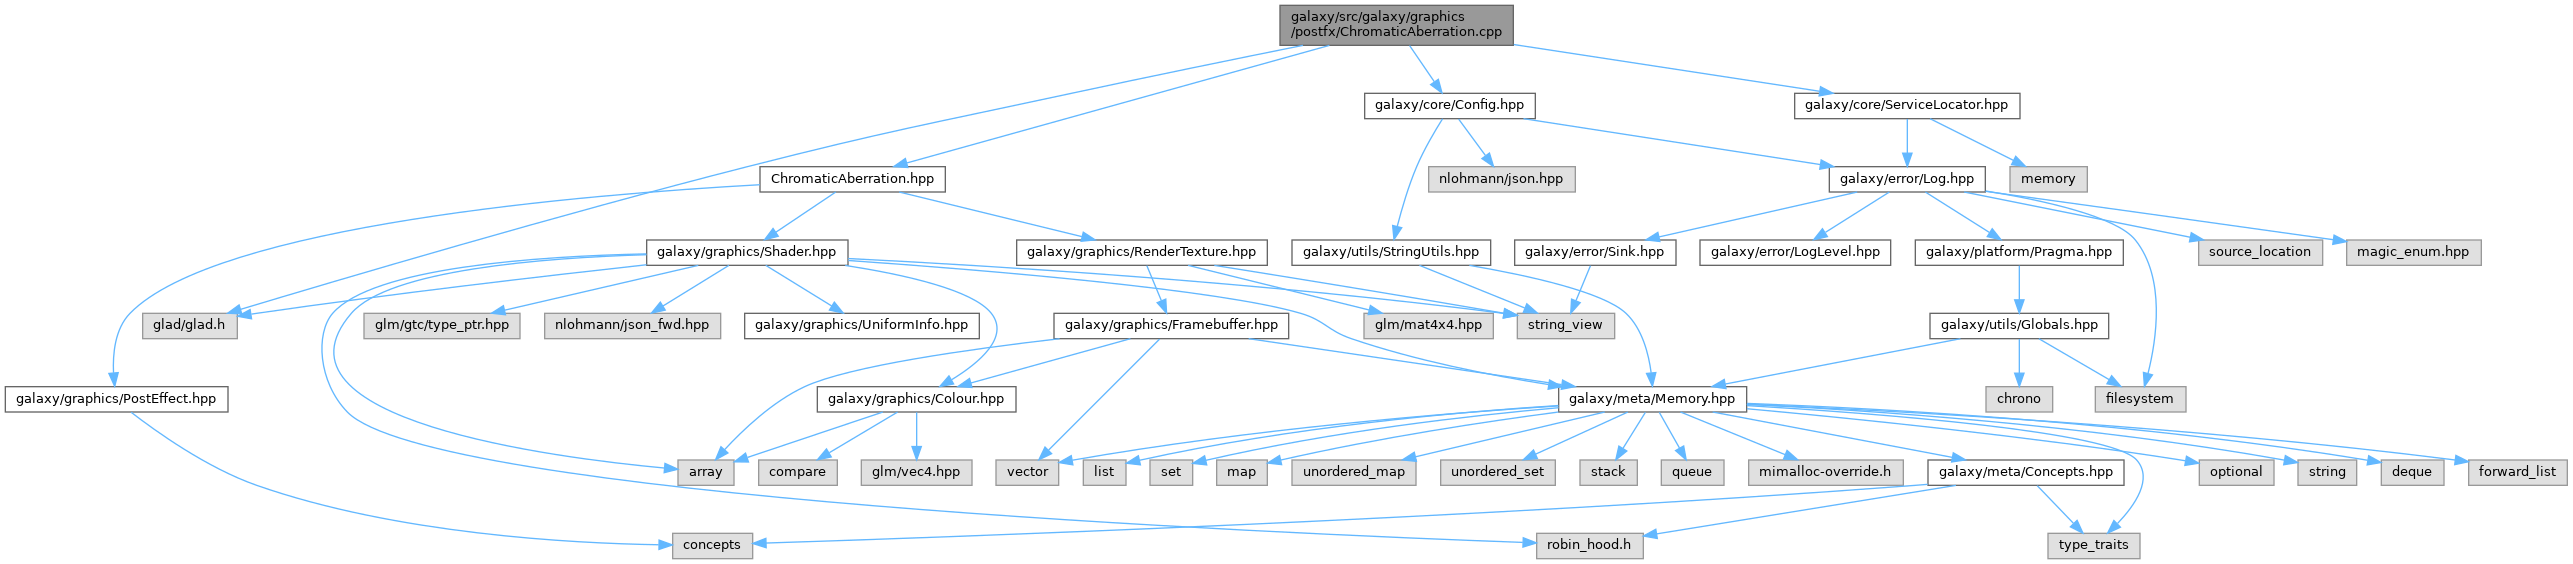 galaxy/src/galaxy/graphics
/postfx/ChromaticAberration.cpp
galaxy/core/Config.hpp
galaxy/core/ServiceLocator.hpp
ChromaticAberration.hpp
nlohmann/json.hpp
galaxy/error/Log.hpp
memory
galaxy/graphics/Shader.hpp
galaxy/graphics/RenderTexture.hpp
galaxy/utils/StringUtils.hpp
galaxy/error/Sink.hpp
galaxy/error/LogLevel.hpp
galaxy/platform/Pragma.hpp
source_location
magic_enum.hpp
glad/glad.h
glm/gtc/type_ptr.hpp
nlohmann/json_fwd.hpp
galaxy/graphics/UniformInfo.hpp
galaxy/graphics/Framebuffer.hpp
glm/mat4x4.hpp
string_view
galaxy/utils/Globals.hpp
galaxy/graphics/PostEffect.hpp
galaxy/graphics/Colour.hpp
galaxy/meta/Memory.hpp
chrono
filesystem
array
compare
glm/vec4.hpp
vector
list
set
map
unordered_map
unordered_set
stack
queue
mimalloc-override.h
galaxy/meta/Concepts.hpp
optional
string
deque
forward_list
concepts
robin_hood.h
type_traits